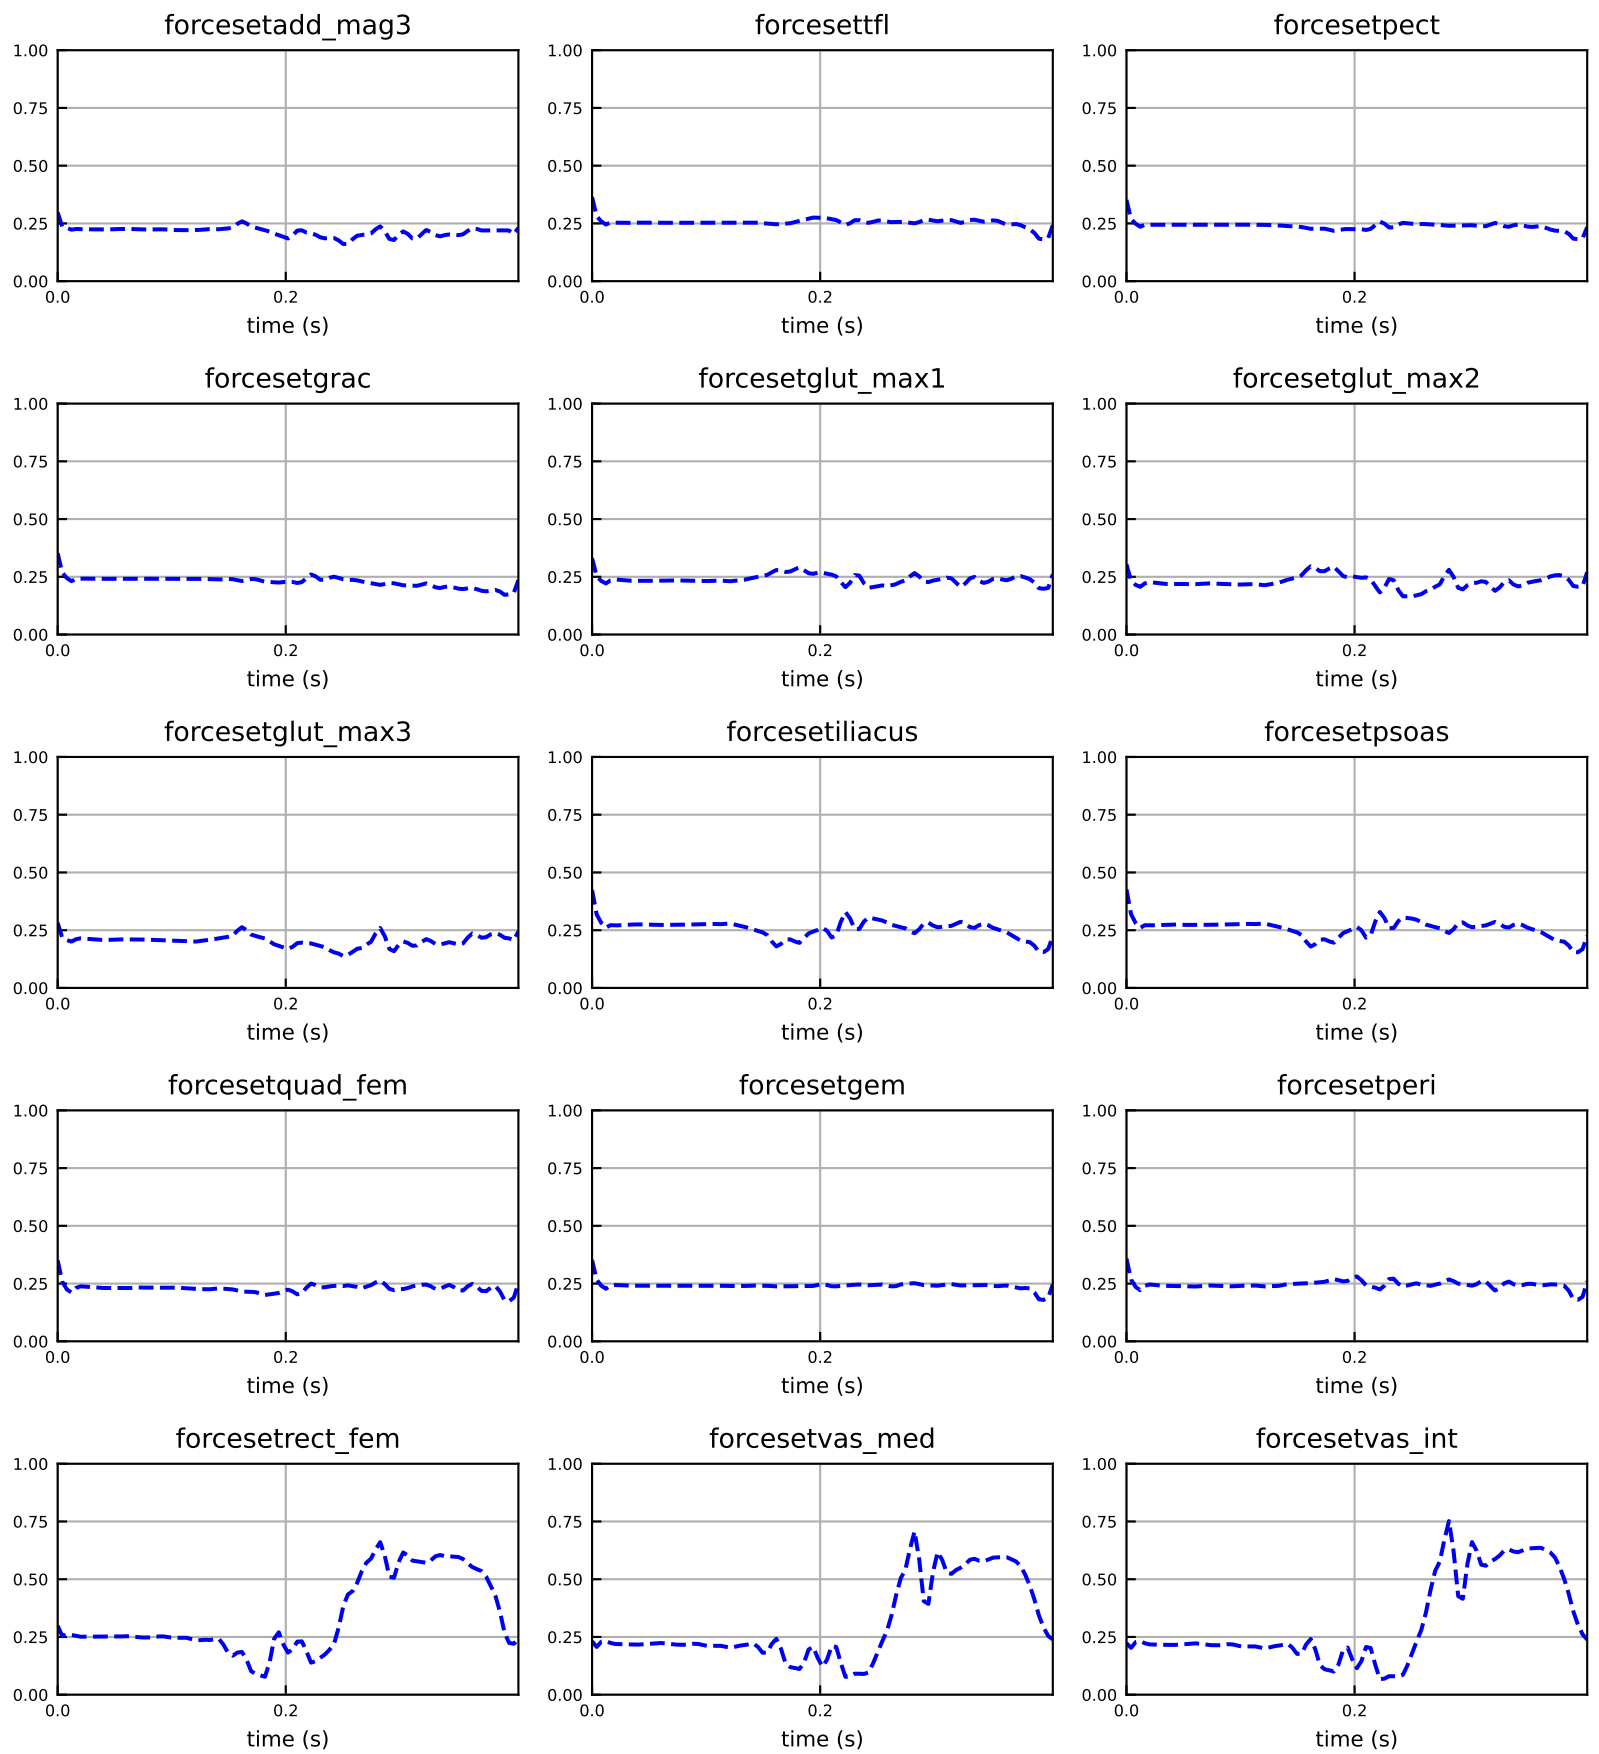 forcesetadd_mag3 forcesettfl forcesetpect
1.00 1.00 1.00
0.75 0.75 0.75
0.50 0.50 0.50
0.25 0.25 0.25
0.00 0.00 0.00
0.0 0.2 0.0 0.2 0.0 0.2
time (s) time (s) time (s)
forcesetgrac forcesetglut_max1 forcesetglut_max2
1.00 1.00 1.00
0.75 0.75 0.75
0.50 0.50 0.50
0.25 0.25 0.25
0.00 0.00 0.00
0.0 0.2 0.0 0.2 0.0 0.2
time (s) time (s) time (s)
forcesetglut_max3 forcesetiliacus forcesetpsoas
1.00 1.00 1.00
0.75 0.75 0.75
0.50 0.50 0.50
0.25 0.25 0.25
0.00 0.00 0.00
0.0 0.2 0.0 0.2 0.0 0.2
time (s) time (s) time (s)
forcesetquad_fem forcesetgem forcesetperi
1.00 1.00 1.00
0.75 0.75 0.75
0.50 0.50 0.50
0.25 0.25 0.25
0.00 0.00 0.00
0.0 0.2 0.0 0.2 0.0 0.2
time (s) time (s) time (s)
forcesetrect_fem forcesetvas_med forcesetvas_int
1.00 1.00 1.00
0.75 0.75 0.75
0.50 0.50 0.50
0.25 0.25 0.25
0.00 0.00 0.00
0.0 0.2 0.0 0.2 0.0 0.2
time (s) time (s) time (s)